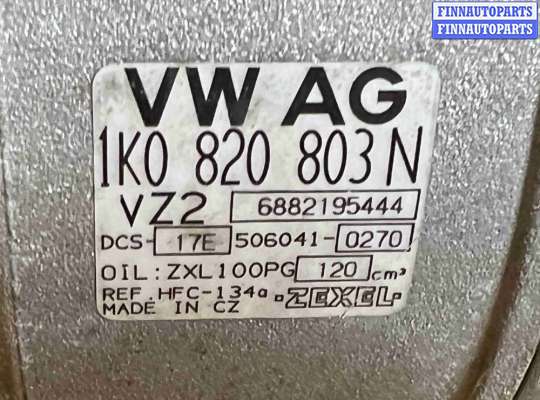 FINNAUTOPARTS
FINNAUTOPARTS
VW AG
1K0 820 803 N
VZ2 6882195444
DCS-17E 506041-0270
OIL: ZXL100PG 120 cm³
REF.HFC-134a ZEXEL
MADE IN CZ